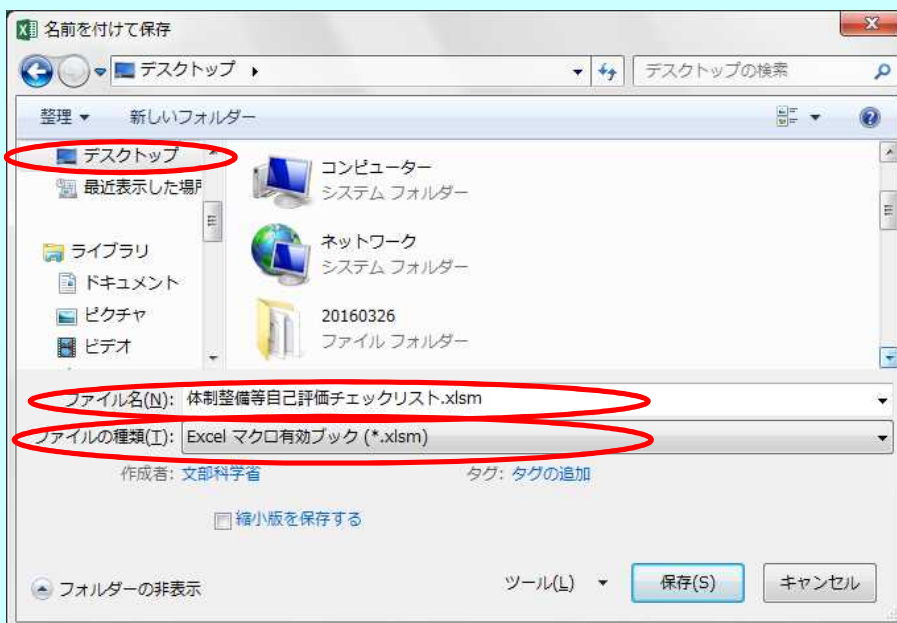 名前を付けて保存
デスクトップ
デスクトップの検索
整理
新しいフォルダー
デスクトップ
最近表示した場所
ライブラリ
ドキュメント
ピクチャ
ビデオ
コンピューター
システム フォルダー
ネットワーク
システム フォルダー
20160326
ファイル フォルダー
ファイル名(N): 体制整備等自己評価チェックリスト.xlsm
ファイルの種類(T): Excel マクロ有効ブック (*.xlsm)
作成者: 文部科学省 タグ: タグの追加
縮小版を保存する
フォルダーの非表示 ツール(L) 保存(S) キャンセル